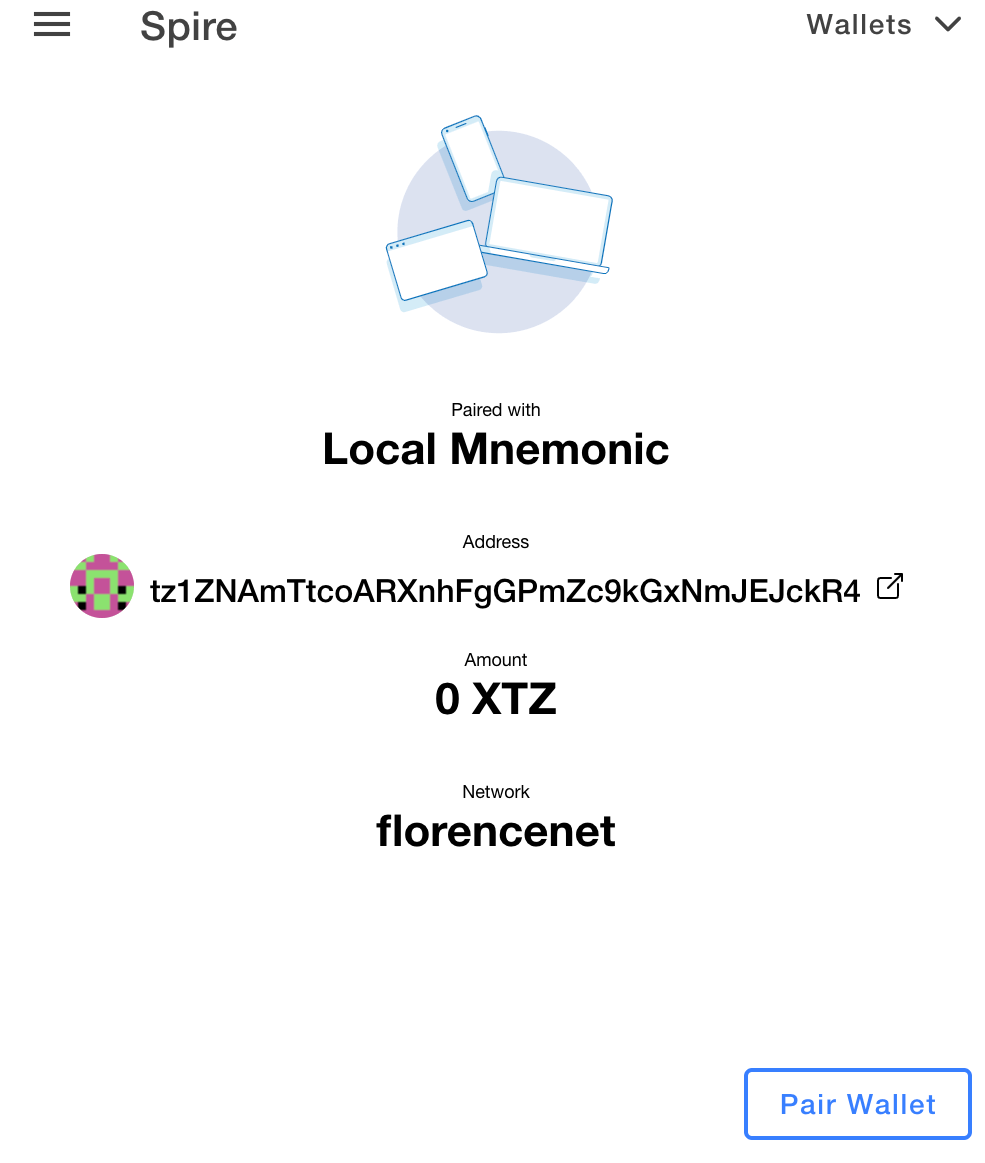 Spire
Wallets
Paired with
Local Mnemonic
Address
tz1ZNAmTtcoARXnhFgGPmZc9kGxNmJEJckR4
Amount
0 XTZ
Network
florencenet
Pair Wallet